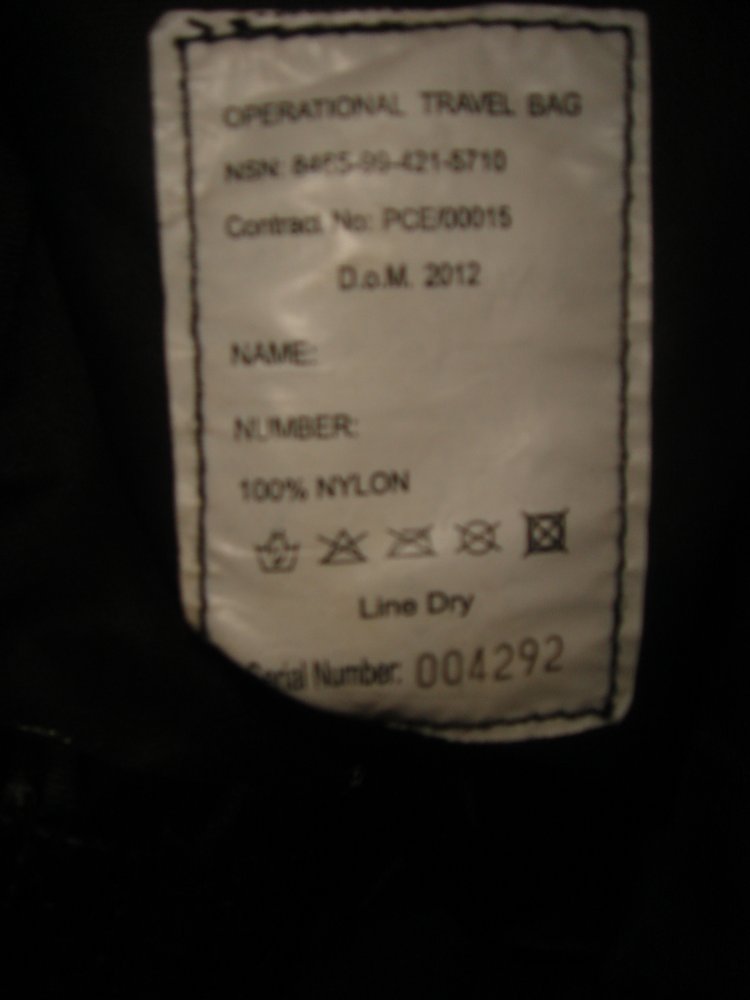 OPERATIONAL TRAVEL BAG
NSN: 8465-99-421-5710
Contract No: PCE/00015
D.o.M. 2012
NAME:
NUMBER:
100% NYLON
Line Dry
Serial Number: 004292